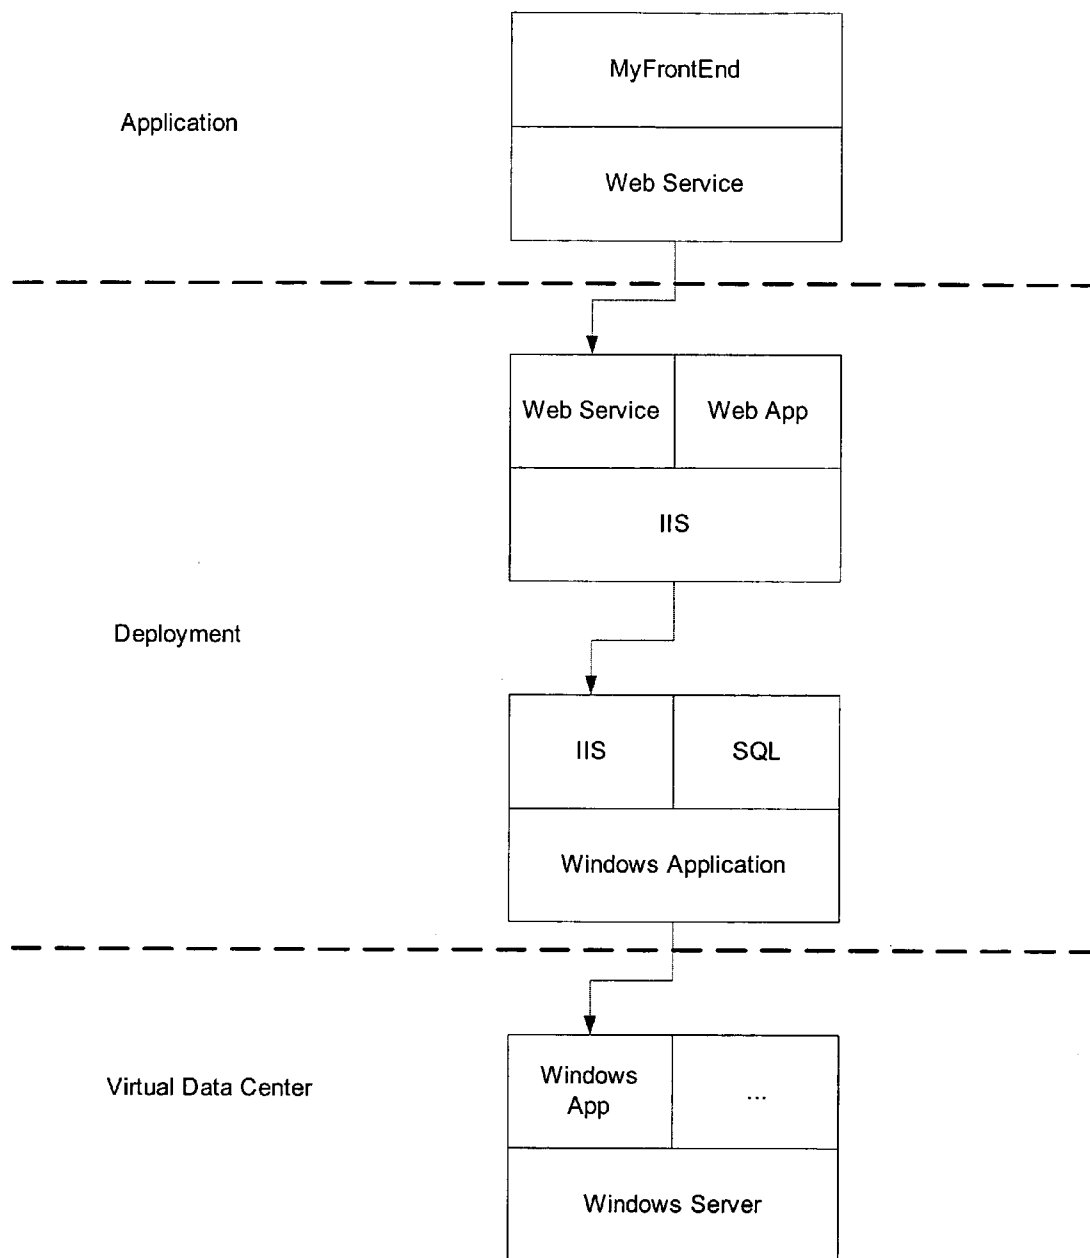 MyFrontEnd
Application
Web Service
Web Service
Web App
IIS
Deployment
IIS
SQL
Windows Application
Virtual Data Center
Windows
App
...
Windows Server